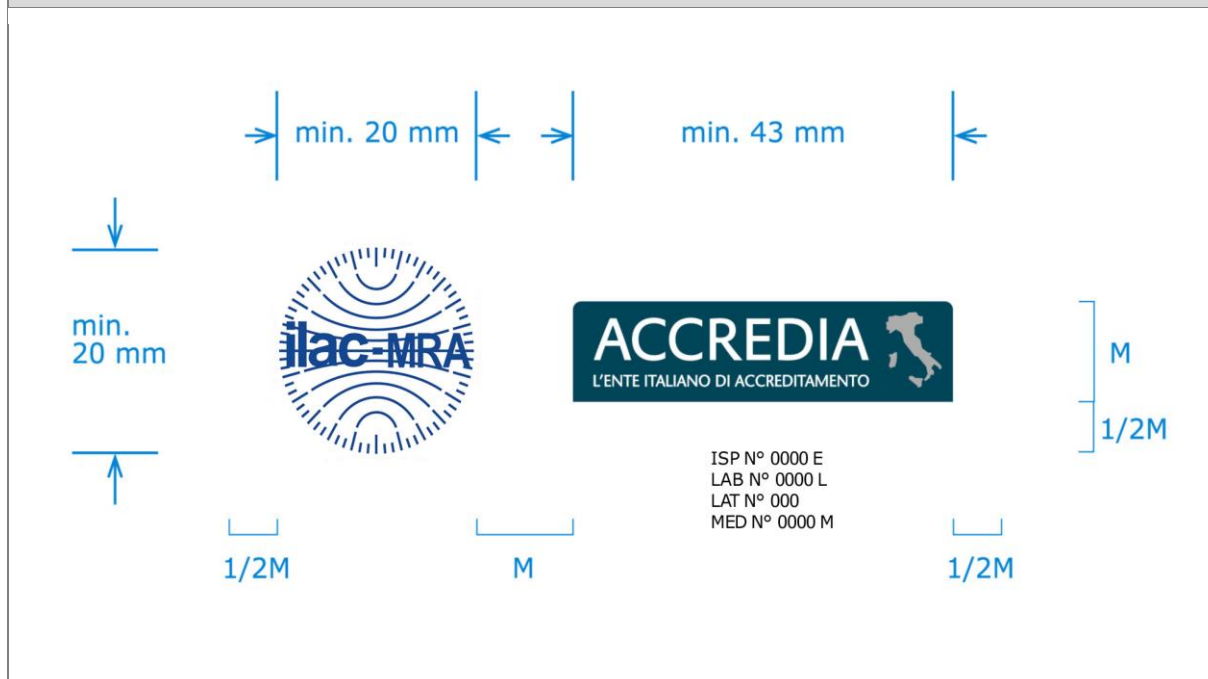 min. 20 mm
min. 43 mm
min.
20 mm
ilac-MRA
ACCREDIA
L'ENTE ITALIANO DI ACCREDITAMENTO
M
1/2M
ISP N° 0000 E
LAB N° 0000 L
LAT N° 000
MED N° 0000 M
1/2M
M
1/2M